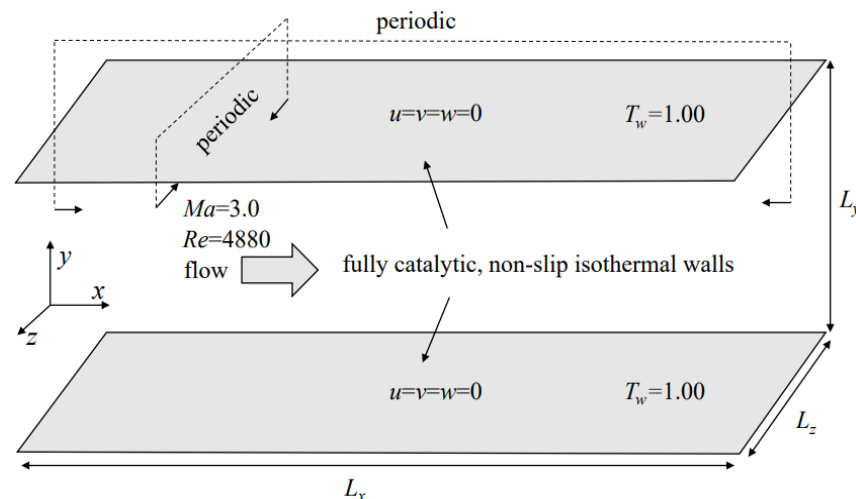 periodic
periodic
u=v=w=0
T_w=1.00
Ma=3.0
Re=4880
flow
fully catalytic, non-slip isothermal walls
L_y
y
x
z
u=v=w=0
T_w=1.00
L_z
L_x